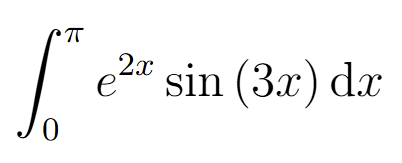 ∫₀^π e^{2x} sin (3x) dx